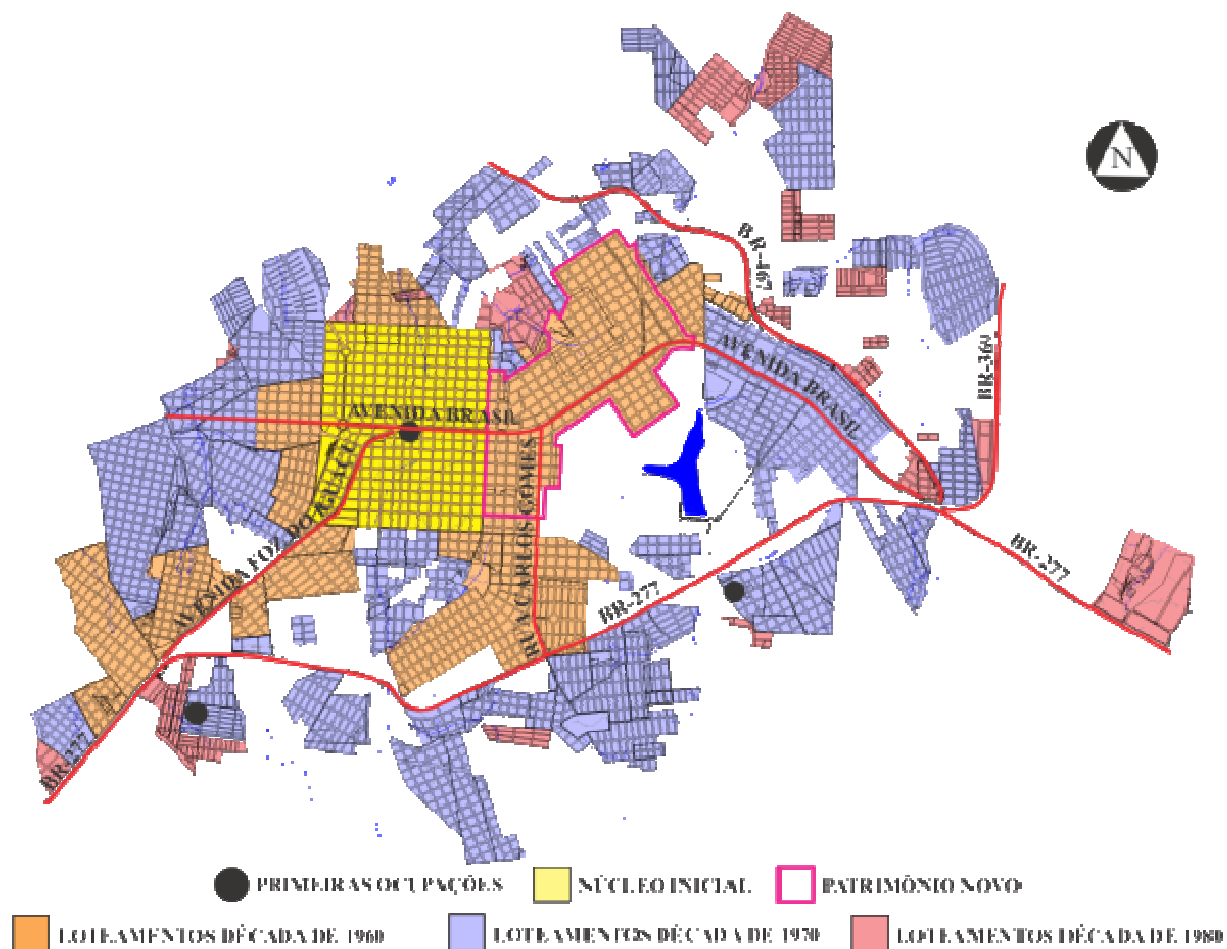 N
BR-467
AVENIDA BRASIL
BR-369
AVENIDA BRASIL
RUA CARLOS GOMES
AVENIDA FOZ DO IGUAÇU
BR-277
BR-277
BR-277
PRIMEIRAS OCUPAÇÕES
NÚCLEO INICIAL
PATRIMÔNIO NOVO
LOTEAMENTOS DÉCADA DE 1960
LOTEAMENTOS DÉCADA DE 1970
LOTEAMENTOS DÉCADA DE 1980